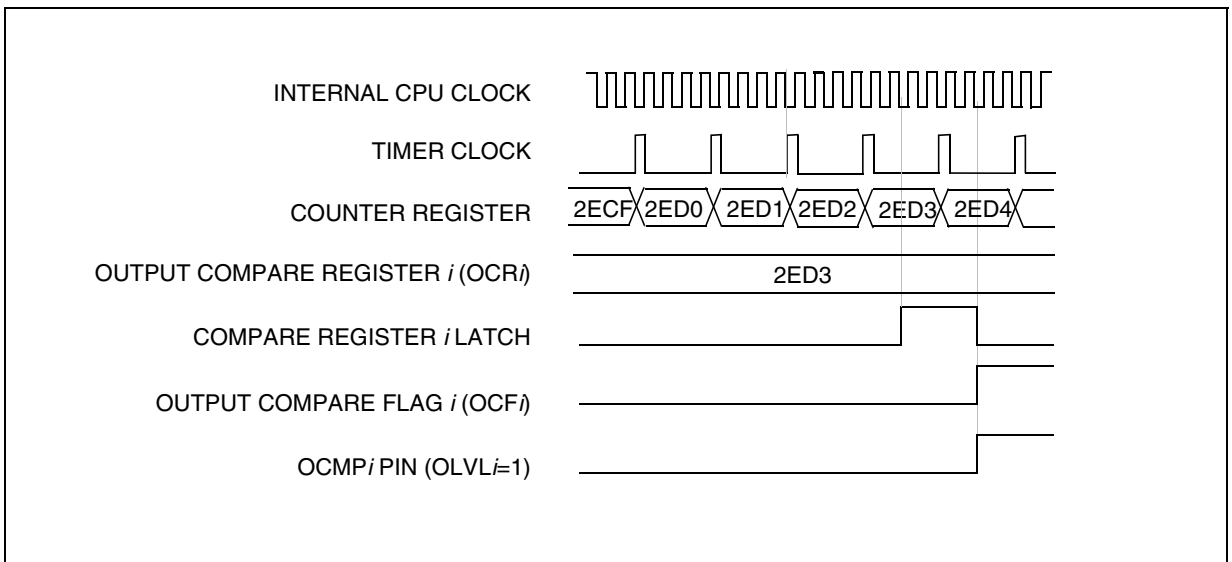 INTERNAL CPU CLOCK
TIMER CLOCK
COUNTER REGISTER 2ECF 2ED0 2ED1 2ED2 2ED3 2ED4
OUTPUT COMPARE REGISTER i (OCRi) 2ED3
COMPARE REGISTER i LATCH
OUTPUT COMPARE FLAG i (OCFi)
OCMPi PIN (OLVLi=1)